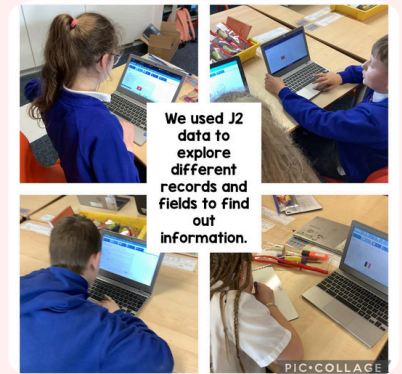 We used J2
data to
explore
different
records and
fields to find
out
information.
PIC•COLLAGE